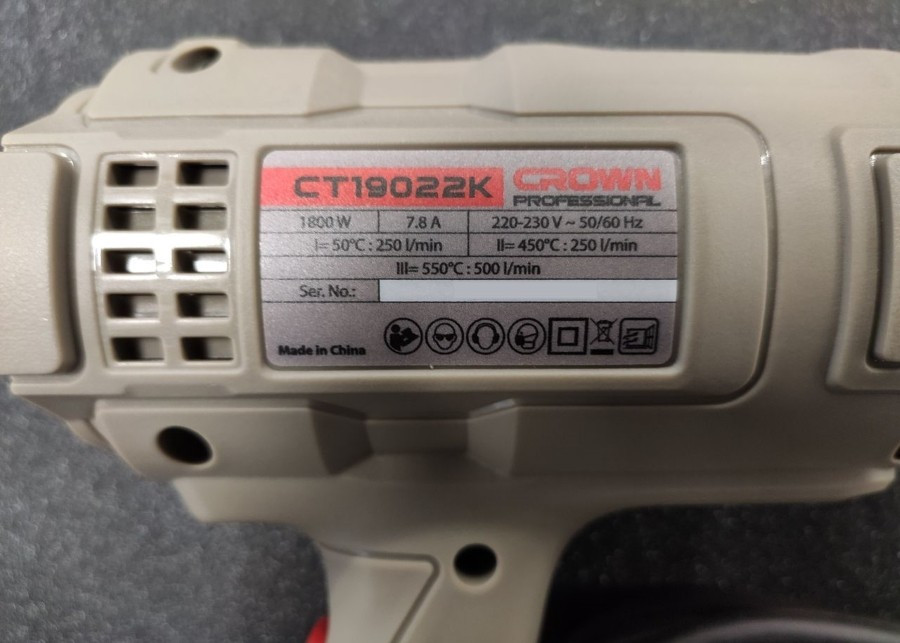 CT19022K CROWN
PROFESSIONAL
1800 W 7.8 A 220-230 V ~ 50/60 Hz
I= 50°C : 250 l/min II= 450°C : 250 l/min
III= 550°C : 500 l/min
Ser. No.:
Made in China